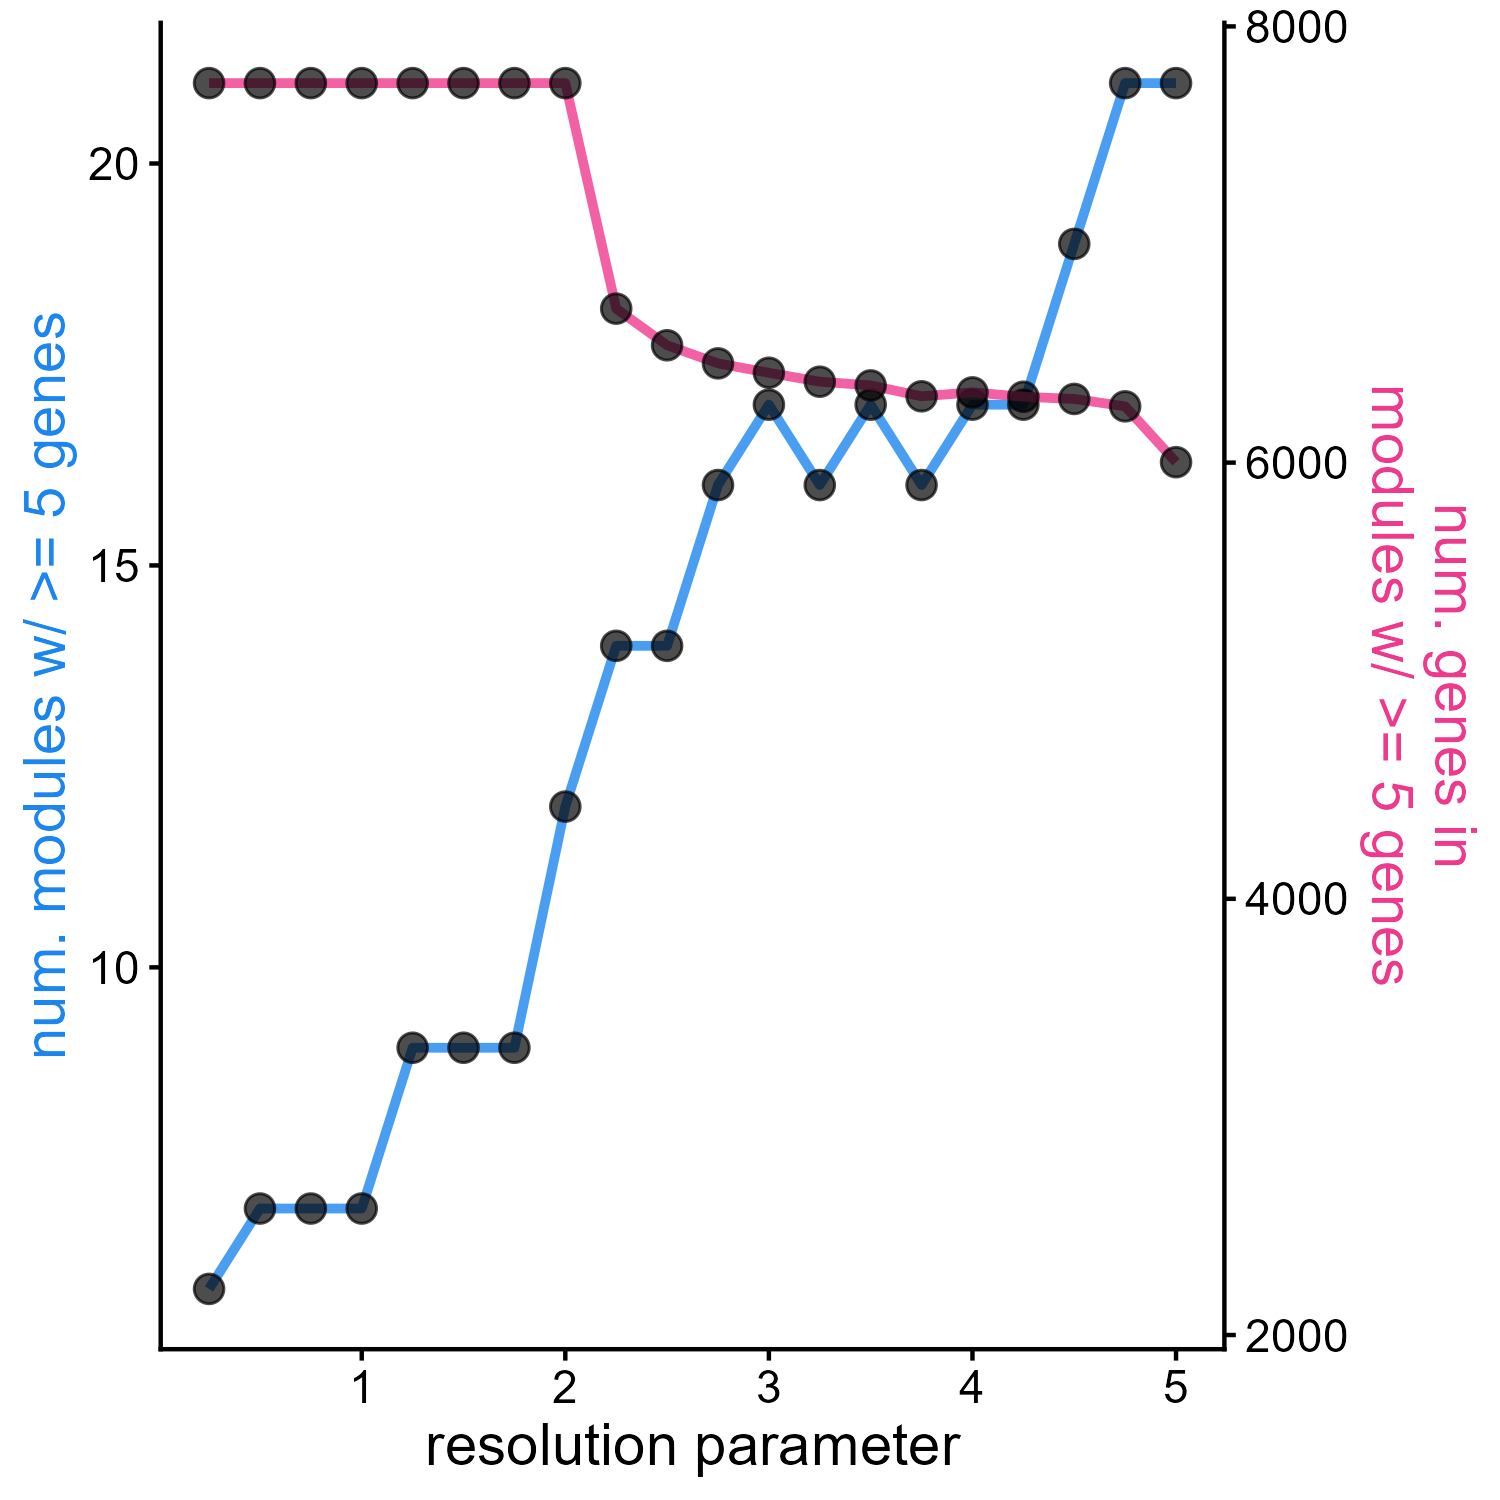 num. modules w/ >= 5 genes
20
15
10
8000
6000
4000
2000
num. genes in
modules w/ >= 5 genes
1 2 3 4 5
resolution parameter